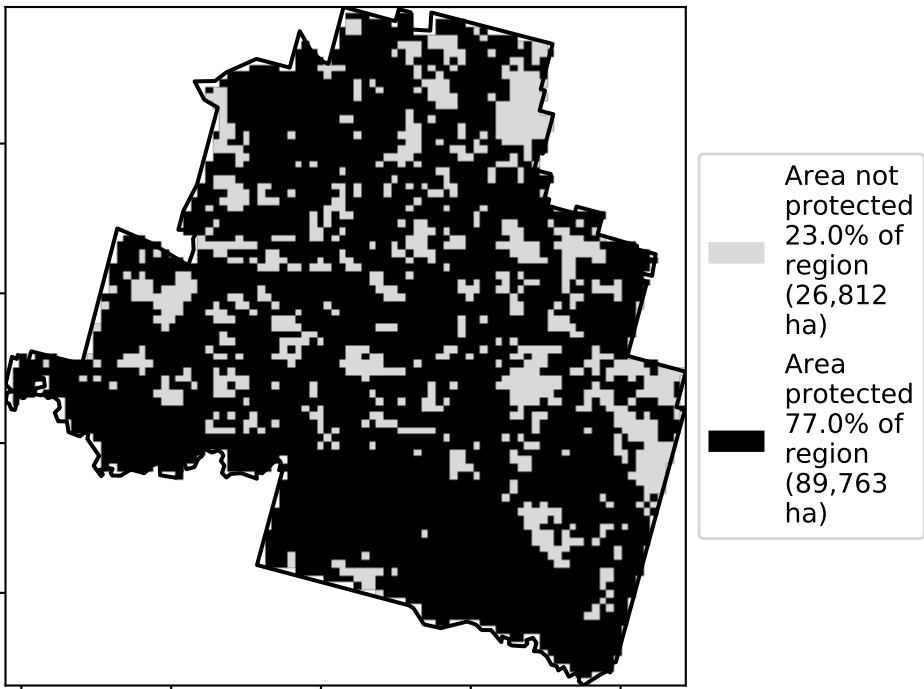 Area not
protected
23.0% of
region
(26,812
ha)
Area
protected
77.0% of
region
(89,763
ha)